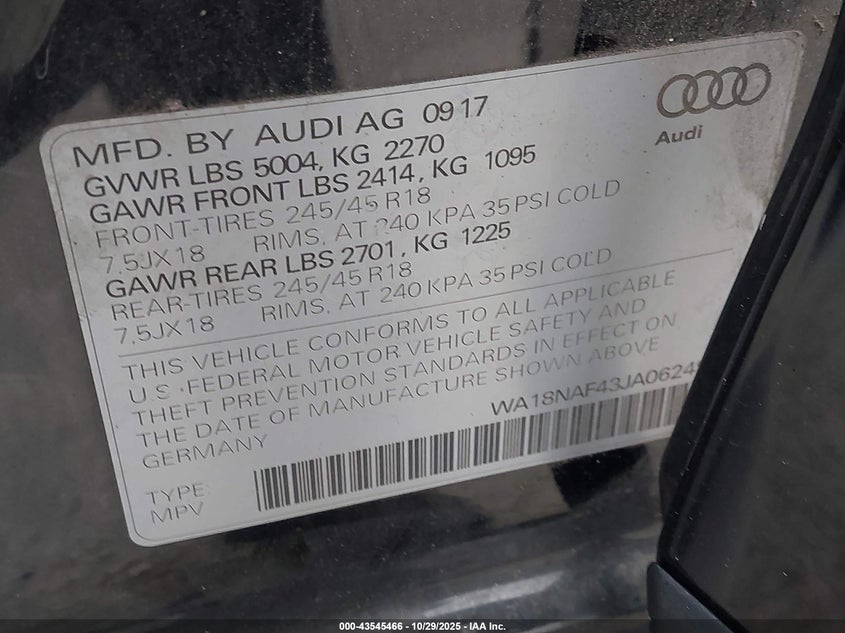 MFD. BY AUDI AG 0917
GVWR LBS 5004, KG 2270
GAWR FRONT LBS 2414, KG 1095
FRONT-TIRES 245/45 R18
7.5JX18 RIMS, AT 240 KPA 35 PSI COLD
GAWR REAR LBS 2701, KG 1225
REAR-TIRES 245/45 R18
7.5JX18 RIMS, AT 240 KPA 35 PSI COLD
Audi
THIS VEHICLE CONFORMS TO ALL APPLICABLE
U.S. FEDERAL MOTOR VEHICLE SAFETY AND
THEFT PREVENTION STANDARDS IN EFFECT ON
THE DATE OF MANUFACTURE SHOWN ABOVE
GERMANY
WA18NAF43JA0624
TYPE:
MPV
000-43545466 - 10/29/2025 - IAA Inc.